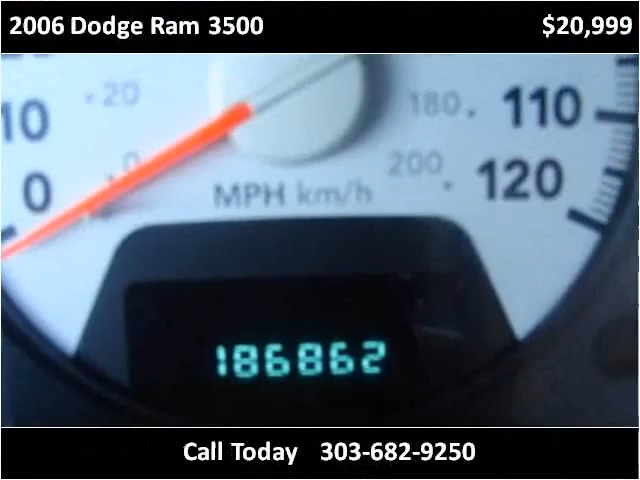 2006 Dodge Ram 3500 $20,999
20 180. 110
10
0 200. 120
0
MPH km/h
186862
Call Today 303-682-9250